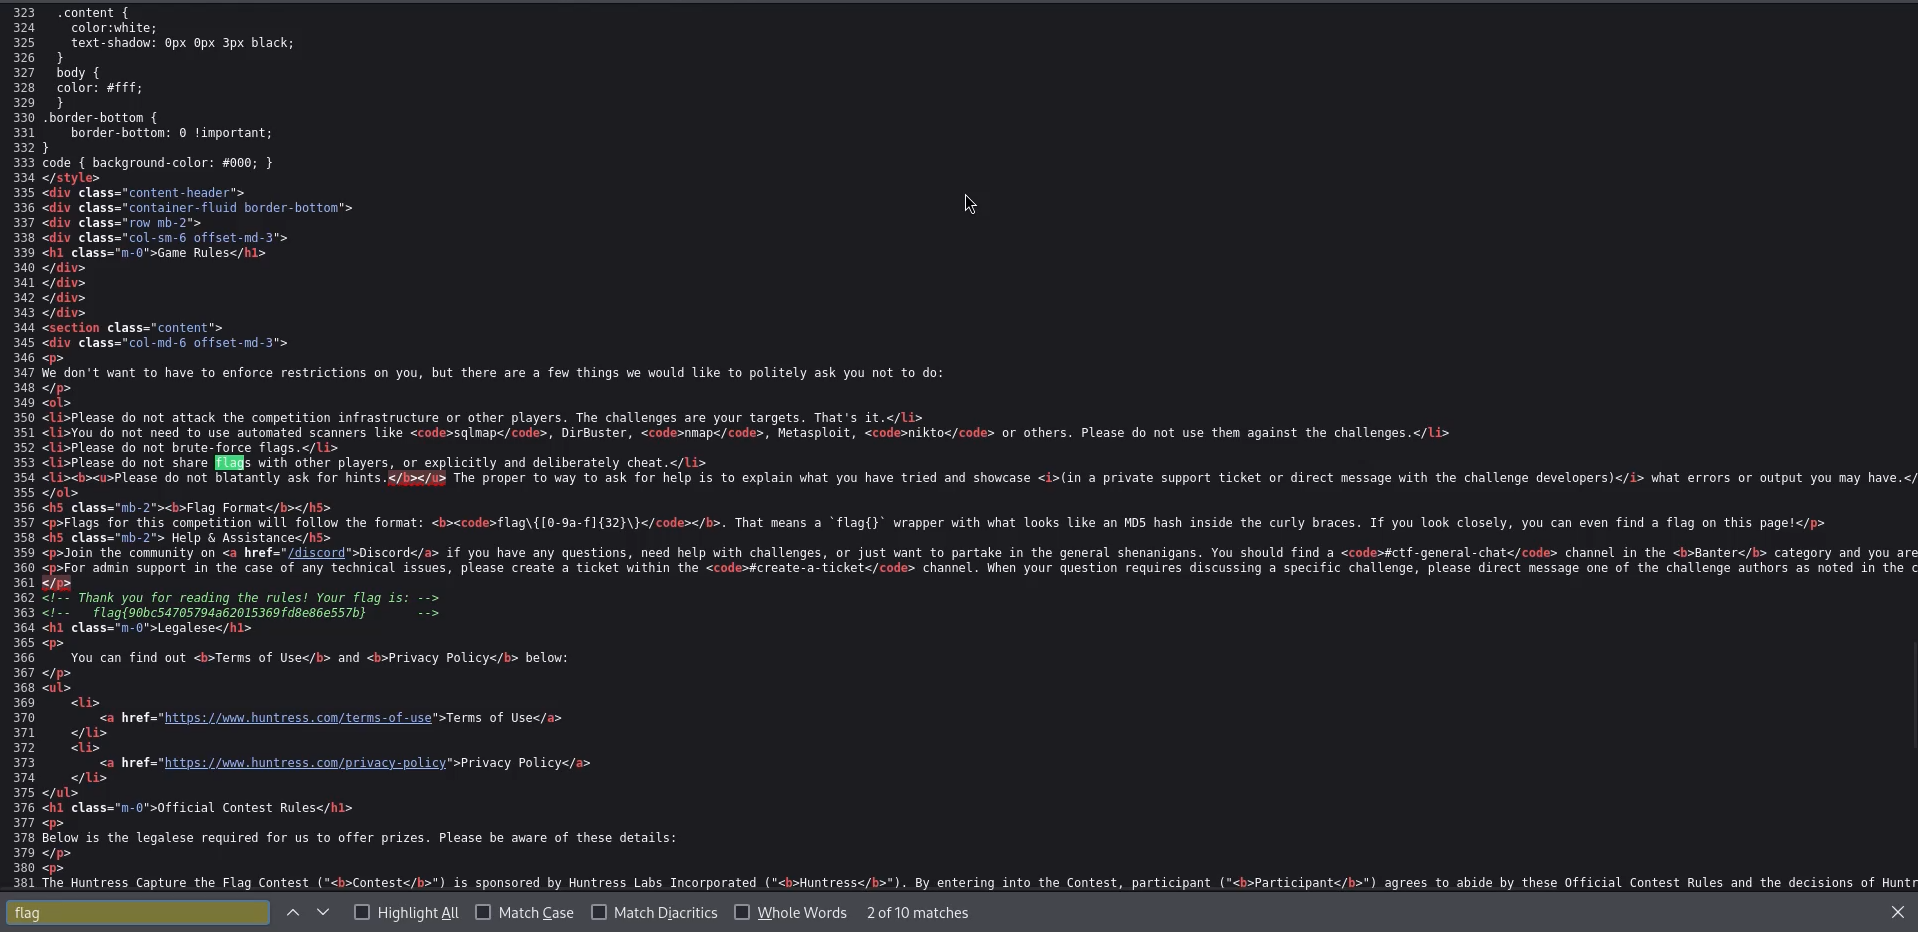 323 .content {
324 color:white;
325 text-shadow: 0px 0px 3px black;
326 }
327 body {
328 color: #fff;
329 }
330 .border-bottom {
331 border-bottom: 0 !important;
332 }
333 code { background-color: #000; }
334 </style>
335 <div class="content-header">
336 <div class="container-fluid border-bottom">
337 <div class="row mb-2">
338 <div class="col-sm-6 offset-md-3">
339 <h1 class="m-0">Game Rules</h1>
340 </div>
341 </div>
342 </div>
343 </div>
344 <section class="content">
345 <div class="col-md-6 offset-md-3">
346 <p>
347 We don't want to have to enforce restrictions on you, but there are a few things we would like to politely ask you not to do:
348 </p>
349 <ol>
350 <li>Please do not attack the competition infrastructure or other players. The challenges are your targets. That's it.</li>
351 <li>You do not need to use automated scanners like <code>sqlmap</code>, DirBuster, <code>nmap</code>, Metasploit, <code>nikto</code> or others. Please do not use them against the challenges.</li>
352 <li>Please do not brute-force flags.</li>
353 <li>Please do not share flags with other players, or explicitly and deliberately cheat.</li>
354 <li><b><u>Please do not blatantly ask for hints.</b></u> The proper to way to ask for help is to explain what you have tried and showcase <i>(in a private support ticket or direct message with the challenge developers)</i> what errors or output you may have.</
355 </ol>
356 <h5 class="mb-2"><b>Flag Format</b></h5>
357 <p>Flags for this competition will follow the format: <b><code>flag\{[0-9a-f]{32}\}</code></b>. That means a `flag{}` wrapper with what looks like an MD5 hash inside the curly braces. If you look closely, you can even find a flag on this page!</p>
358 <h5 class="mb-2"> Help & Assistance</h5>
359 <p>Join the community on <a href="/discord">Discord</a> if you have any questions, need help with challenges, or just want to partake in the general shenanigans. You should find a <code>#ctf-general-chat</code> channel in the <b>Banter</b> category and you are
360 <p>For admin support in the case of any technical issues, please create a ticket within the <code>#create-a-ticket</code> channel. When your question requires discussing a specific challenge, please direct message one of the challenge authors as noted in the c
361 </p>
362 <!-- Thank you for reading the rules! Your flag is: -->
363 <!-- flag{90bc54705794a62015369fd8e86e557b} -->
364 <h1 class="m-0">Legalese</h1>
365 <p>
366 You can find out <b>Terms of Use</b> and <b>Privacy Policy</b> below:
367 </p>
368 <ul>
369 <li>
370 <a href="https://www.huntress.com/terms-of-use">Terms of Use</a>
371 </li>
372 <li>
373 <a href="https://www.huntress.com/privacy-policy">Privacy Policy</a>
374 </li>
375 </ul>
376 <h1 class="m-0">Official Contest Rules</h1>
377 <p>
378 Below is the legalese required for us to offer prizes. Please be aware of these details:
379 </p>
380 <p>
381 The Huntress Capture the Flag Contest ("<b>Contest</b>") is sponsored by Huntress Labs Incorporated ("<b>Huntress</b>"). By entering into the Contest, participant ("<b>Participant</b>") agrees to abide by these Official Contest Rules and the decisions of Huntr
flag Highlight All Match Case Match Diacritics Whole Words 2 of 10 matches